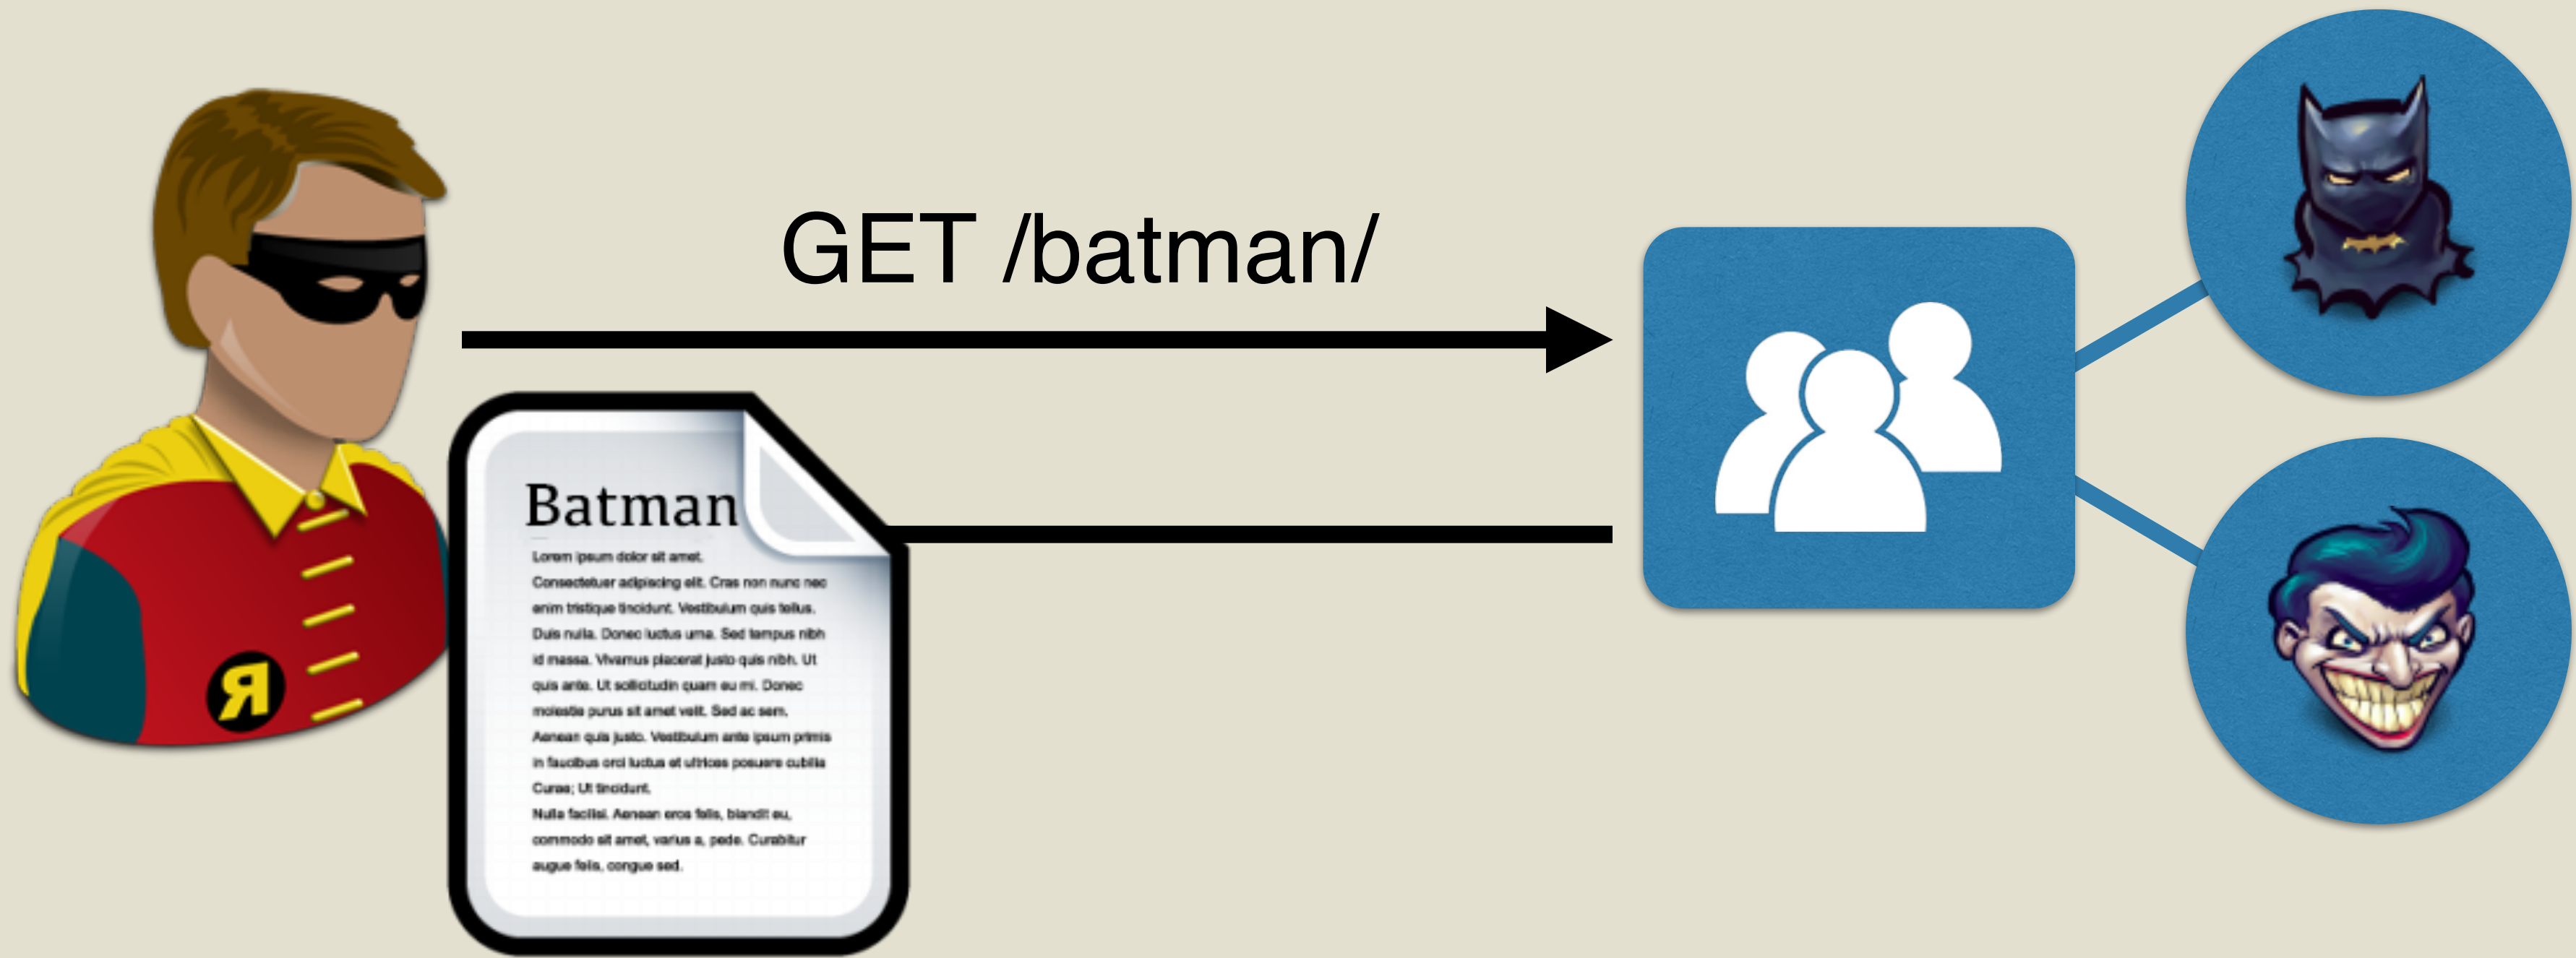 GET /batman/
Batman
Lorem ipsum dolor sit amet.
Consectetuer adipiscing elit. Cras non nunc nec
enim tristique tincidunt. Vestibulum quis tellus.
Duis nulla. Donec luctus urna. Sed tempus nibh
id massa. Vivamus placerat justo quis nibh. Ut
quis ante. Ut sollicitudin quam eu mi. Donec
molestie purus sit amet velit. Sed ac sem.
Aenean quis justo. Vestibulum ante ipsum primis
in faucibus orci luctus et ultrices posuere cubilia
Curae; Ut tincidunt.
Nulla facilisi. Aenean eros felis, blandit eu,
commodo sit amet, varius a, pede. Curabitur
augue felis, congue sed.
Я